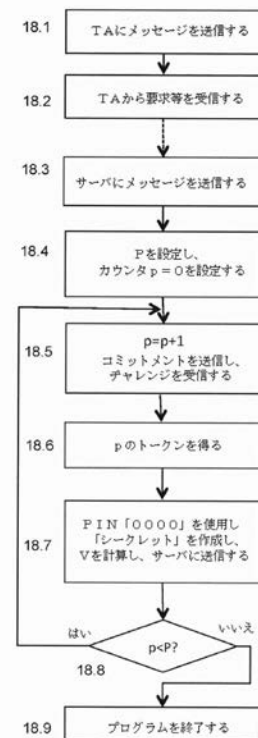 18.1
TAにメッセージを送信する
18.2
TAから要求等を受信する
18.3
サーバにメッセージを送信する
18.4
Pを設定し、
カウンタp=0を設定する
18.5
p=p+1
コミットメントを送信し、
チャレンジを受信する
18.6
pのトークンを得る
18.7
PIN「0000」を使用し
「シークレット」を作成し、
Vを計算し、サーバに送信する
はい
いいえ
p<P?
18.8
18.9
プログラムを終了する